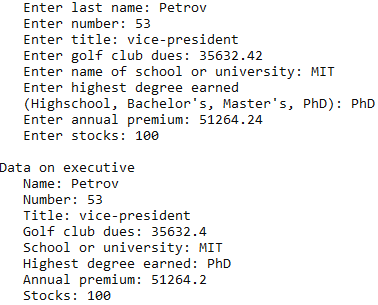 Enter last name: Petrov
Enter number: 53
Enter title: vice-president
Enter golf club dues: 35632.42
Enter name of school or university: MIT
Enter highest degree earned
(Highschool, Bachelor's, Master's, PhD): PhD
Enter annual premium: 51264.24
Enter stocks: 100

Data on executive
Name: Petrov
Number: 53
Title: vice-president
Golf club dues: 35632.4
School or university: MIT
Highest degree earned: PhD
Annual premium: 51264.2
Stocks: 100